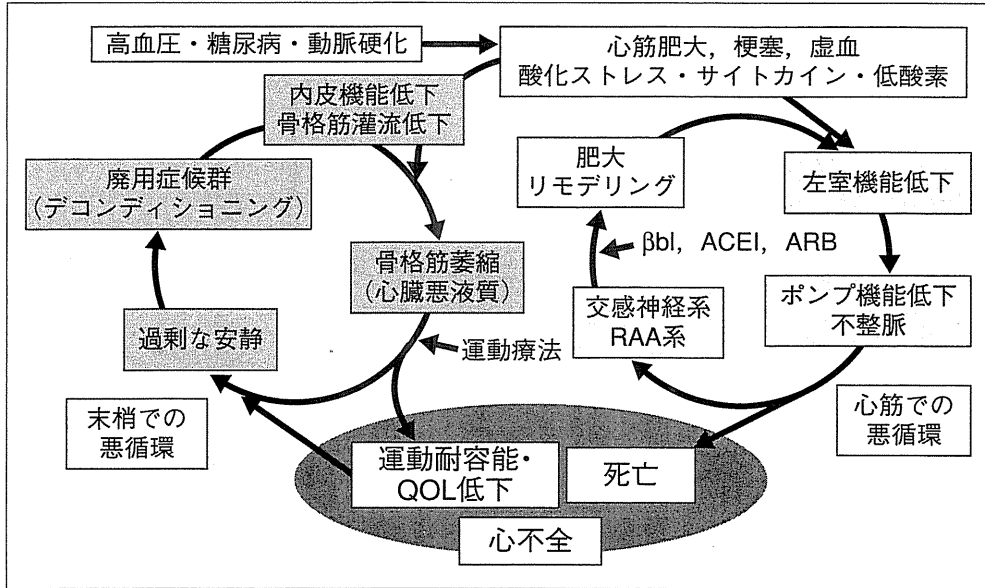 高血圧・糖尿病・動脈硬化
心筋肥大，梗塞，虚血
酸化ストレス・サイトカイン・低酸素
内皮機能低下
骨格筋灌流低下
廃用症候群
（デコンディショニング）
肥大
リモデリング
左室機能低下
βbl，ACEI，ARB
骨格筋萎縮
（心臓悪液質）
交感神経系
RAA系
ポンプ機能低下
不整脈
過剰な安静
運動療法
末梢での
悪循環
心筋での
悪循環
運動耐容能・
QOL低下
死亡
心不全